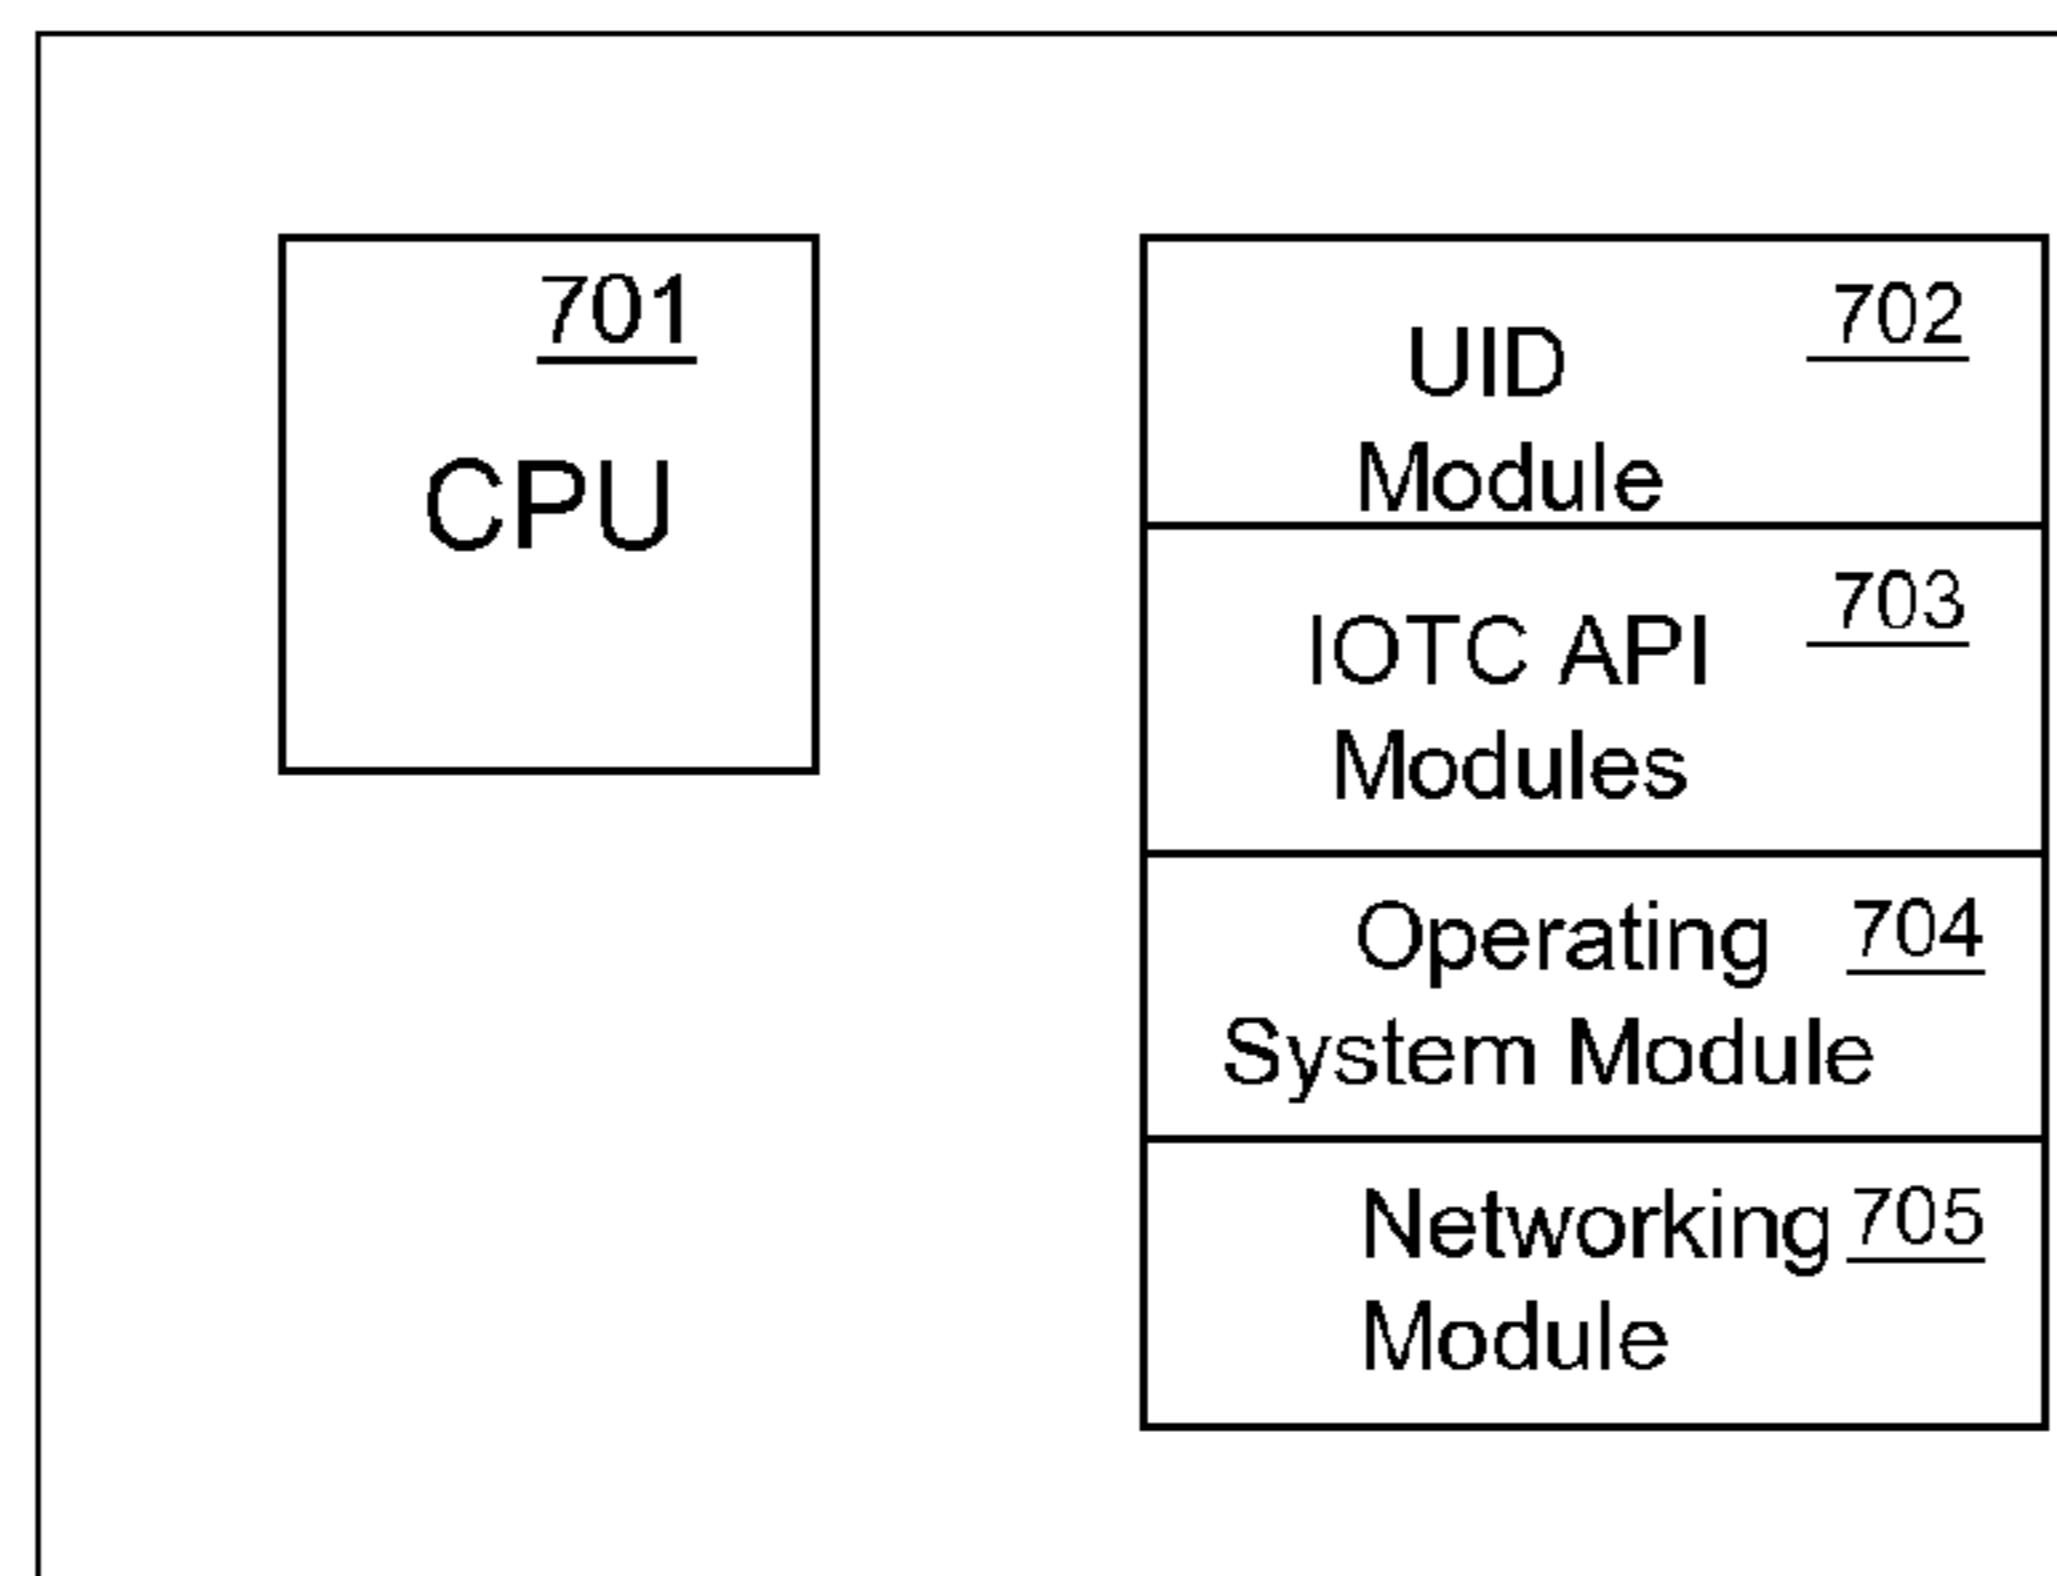 701
CPU
702
UID
Module
703
IOTC API
Modules
Operating 704
System Module
Networking 705
Module